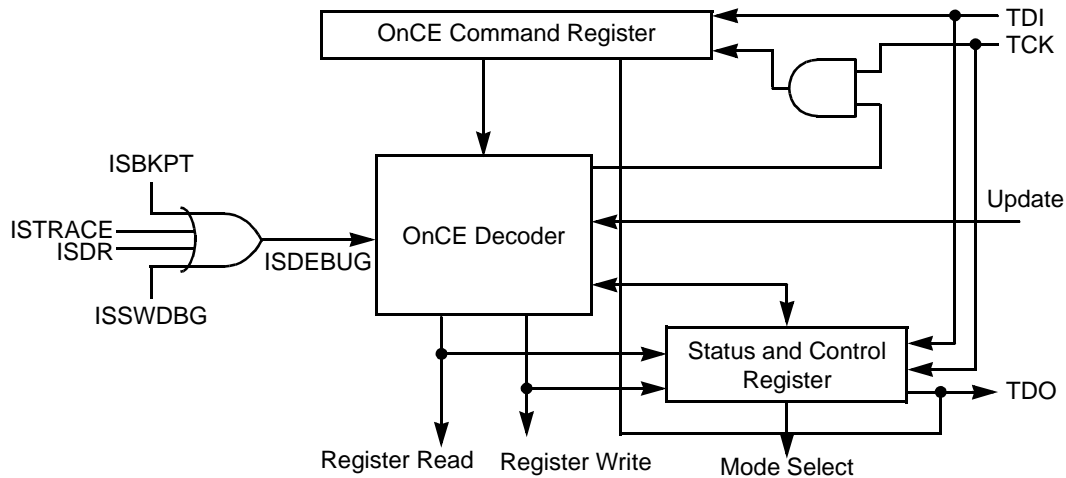 OnCE Command Register
TDI
TCK
ISBKPT
ISTRACE
ISDR
ISSWDBG
ISDEBUG
OnCE Decoder
Update
Status and Control
Register
TDO
Register Read
Register Write
Mode Select